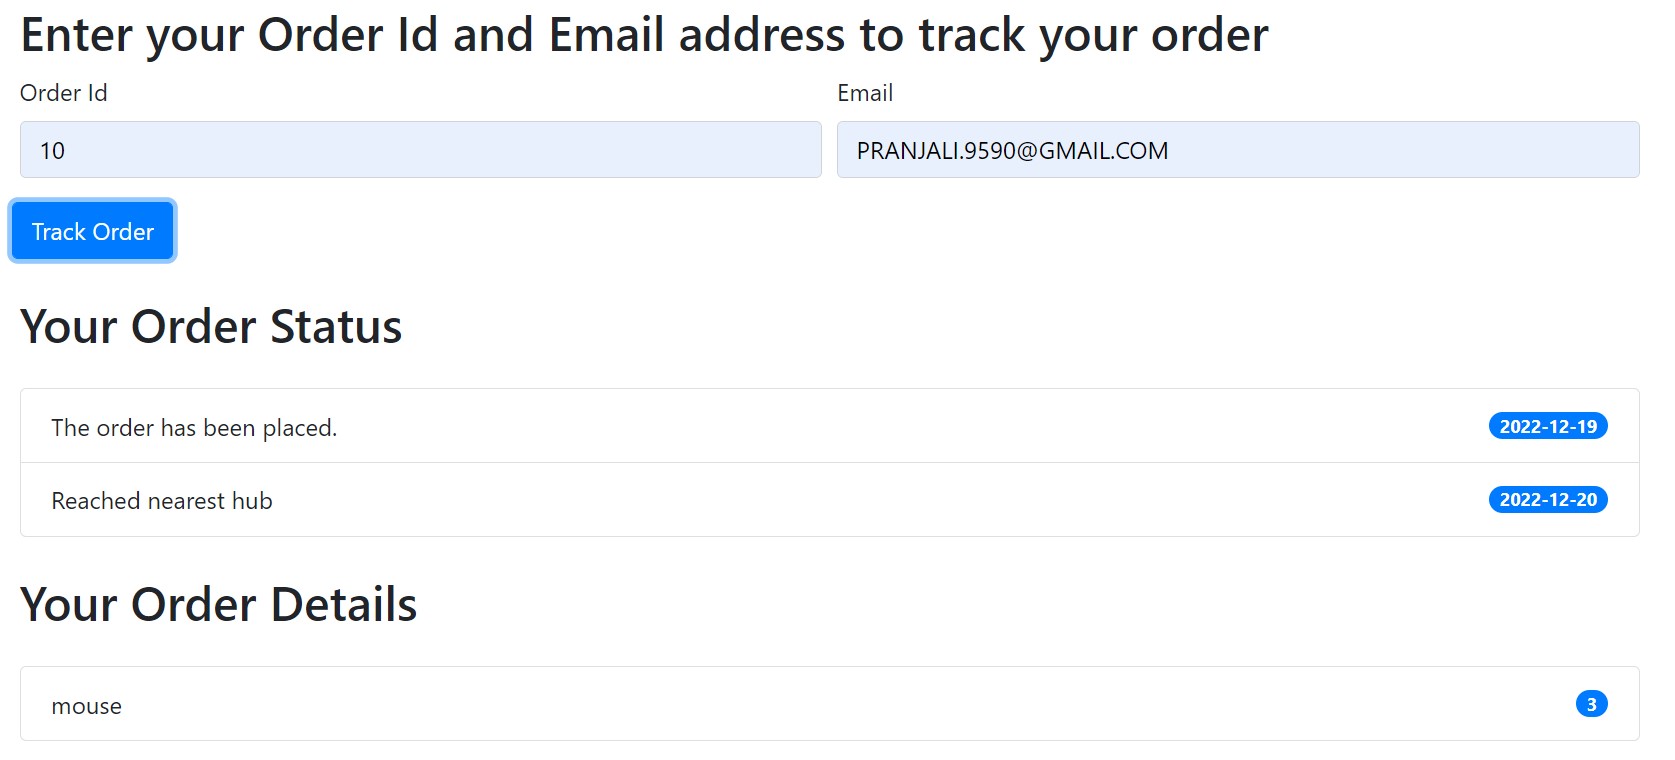 Enter your Order Id and Email address to track your order
Order Id
Email
10
PRANJALI.9590@GMAIL.COM
Track Order
Your Order Status
The order has been placed.
2022-12-19
Reached nearest hub
2022-12-20
Your Order Details
mouse
3